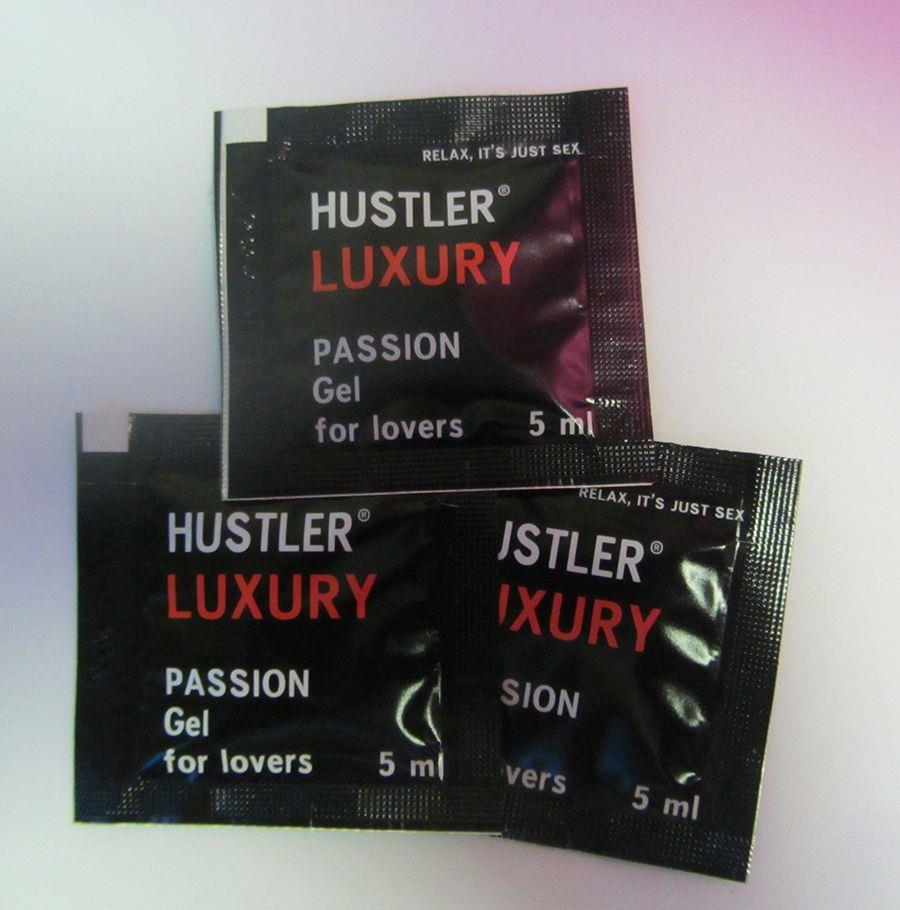 RELAX, IT'S JUST SEX
HUSTLER®
LUXURY
PASSION
Gel
for lovers 5 ml
HUSTLER®
LUXURY
PASSION
Gel
for lovers 5 ml
RELAX, IT'S JUST SEX
USTLER®
UXURY
SION
vers 5 ml